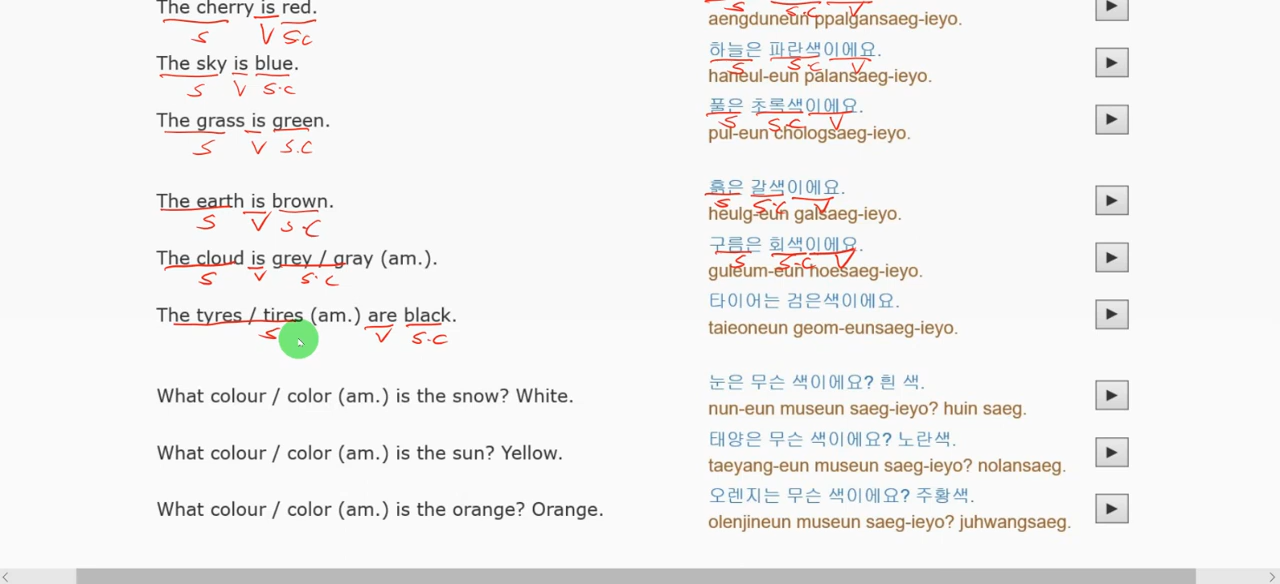 The cherry is red.
S V S.C
aengduneun ppalgansaeg-ieyo.
S S.C V
The sky is blue.
S V S.C
하늘은 파란색이에요.
S S.C V
haneul-eun palansaeg-ieyo.
The grass is green.
S V S.C
풀은 초록색이에요.
S S.C V
pul-eun chologsaeg-ieyo.
The earth is brown.
S V S.C
흙은 갈색이에요.
S S.C V
heulg-eun galsaeg-ieyo.
The cloud is grey / gray (am.).
S V S.C
구름은 회색이에요.
S S.C V
guleum-eun hoesaeg-ieyo.
The tyres / tires (am.) are black.
S V S.C
타이어는 검은색이에요.
taieoneun geom-eunsaeg-ieyo.
What colour / color (am.) is the snow? White.
눈은 무슨 색이에요? 흰 색.
nun-eun museun saeg-ieyo? huin saeg.
What colour / color (am.) is the sun? Yellow.
태양은 무슨 색이에요? 노란색.
taeyang-eun museun saeg-ieyo? nolansaeg.
What colour / color (am.) is the orange? Orange.
오렌지는 무슨 색이에요? 주황색.
olenjineun museun saeg-ieyo? juhwangsaeg.